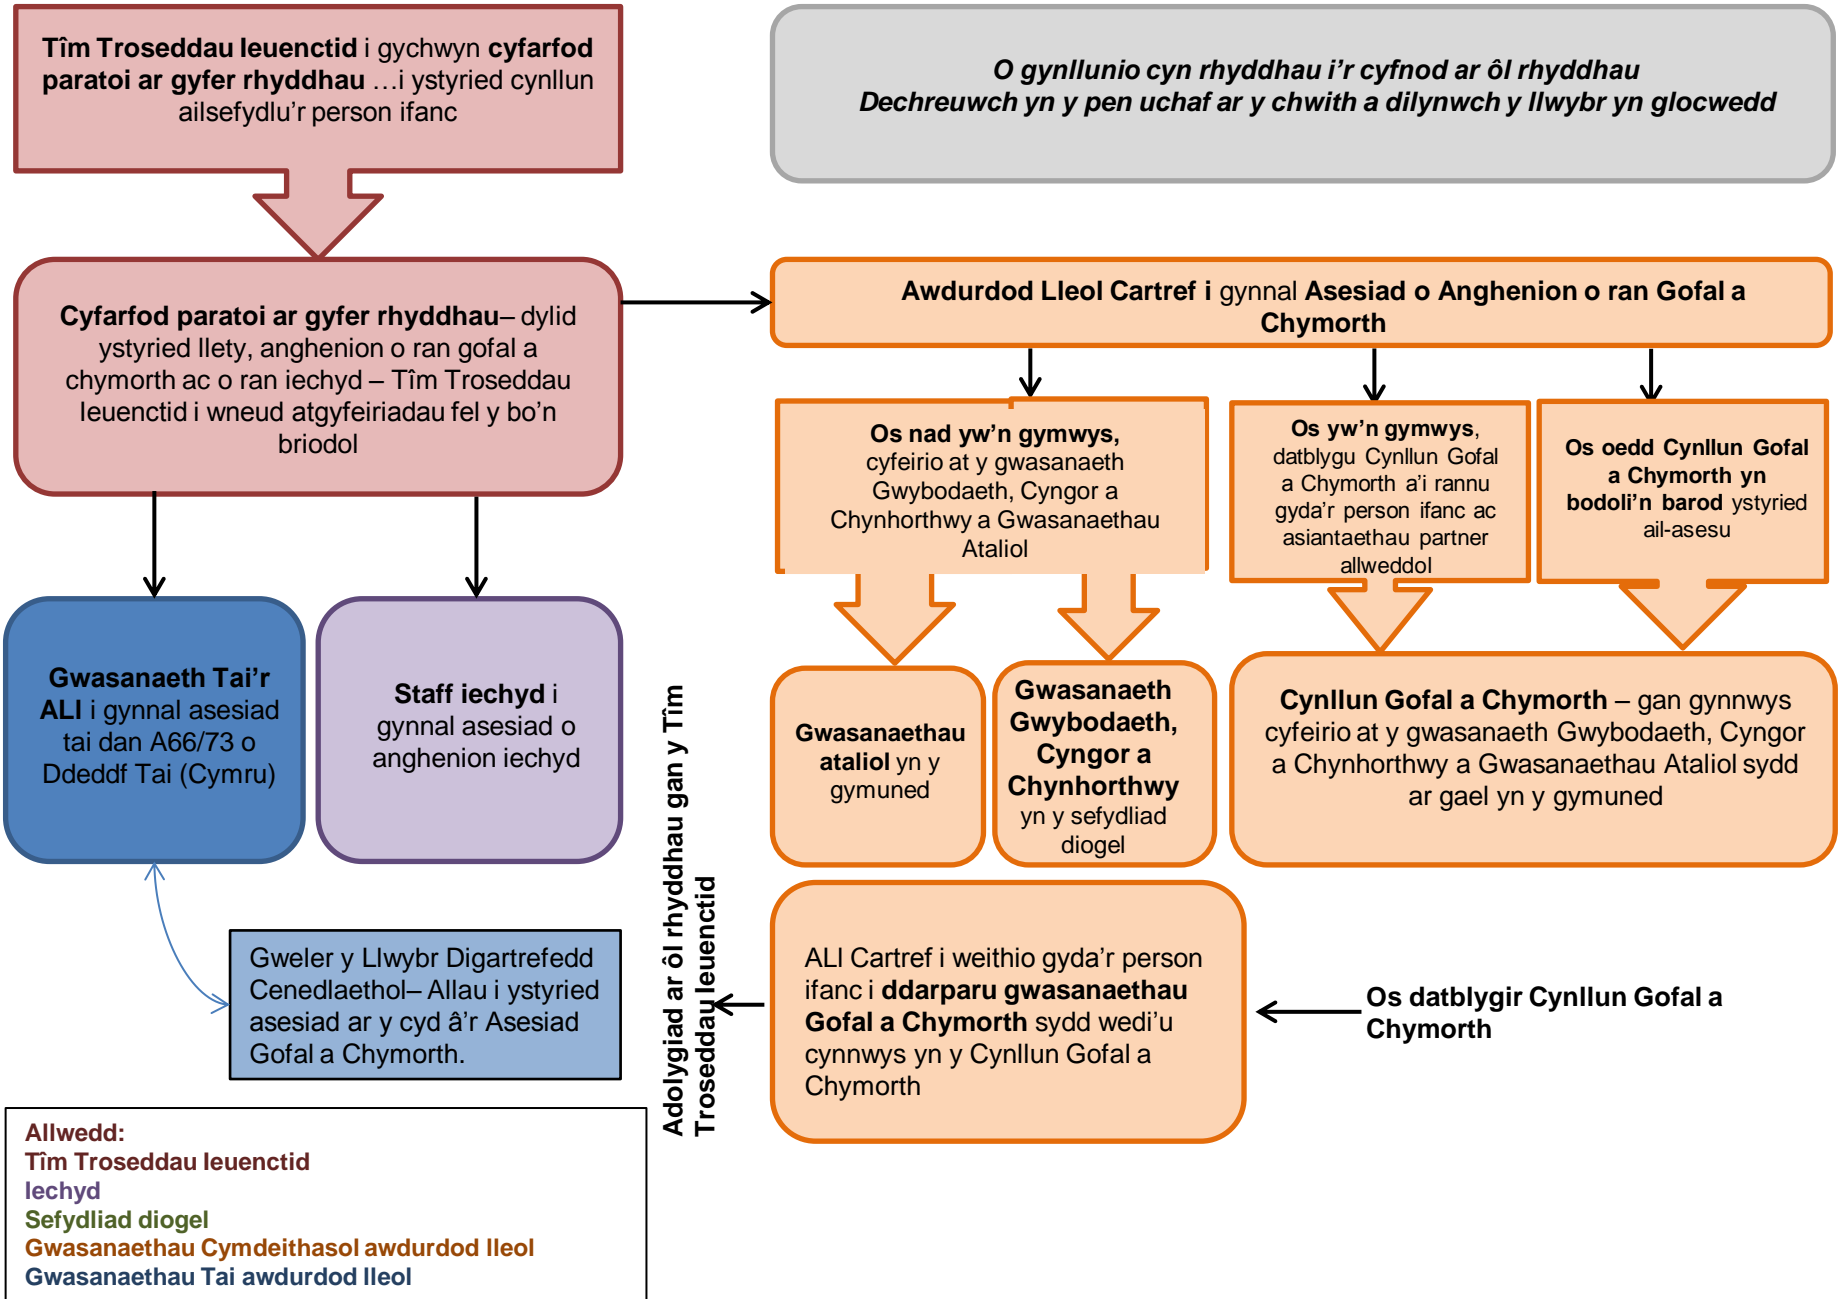 Tîm Troseddau Ieuenctid i gychwyn cyfarfod
paratoi ar gyfer rhyddhau …i ystyried cynllun
ailsefydlu’r person ifanc
O gynllunio cyn rhyddhau i’r cyfnod ar ôl rhyddhau
Dechreuwch yn y pen uchaf ar y chwith a dilynwch y llwybr yn glocwedd
Cyfarfod paratoi ar gyfer rhyddhau– dylid
ystyried llety, anghenion o ran gofal a
chymorth ac o ran iechyd – Tîm Troseddau
Ieuenctid i wneud atgyfeiriadau fel y bo’n
briodol
Awdurdod Lleol Cartref i gynnal Asesiad o Anghenion o ran Gofal a
Chymorth
Os nad yw’n gymwys,
cyfeirio at y gwasanaeth
Gwybodaeth, Cyngor a
Chynhorthwy a Gwasanaethau
Ataliol
Os yw’n gymwys,
datblygu Cynllun Gofal
a Chymorth a’i rannu
gyda’r person ifanc ac
asiantaethau partner
allweddol
Os oedd Cynllun Gofal
a Chymorth yn
bodoli’n barod ystyried
ail-asesu
Gwasanaeth Tai’r
ALl i gynnal asesiad
tai dan A66/73 o
Ddeddf Tai (Cymru)
Staff iechyd i
gynnal asesiad o
anghenion iechyd
Gwasanaethau
ataliol yn y
gymuned
Gwasanaeth
Gwybodaeth,
Cyngor a
Chynhorthwy
yn y sefydliad
diogel
Cynllun Gofal a Chymorth – gan gynnwys
cyfeirio at y gwasanaeth Gwybodaeth, Cyngor
a Chynhorthwy a Gwasanaethau Ataliol sydd
ar gael yn y gymuned
Os datblygir Cynllun Gofal a
Chymorth
ALl Cartref i weithio gyda’r person
ifanc i ddarparu gwasanaethau
Gofal a Chymorth sydd wedi’u
cynnwys yn y Cynllun Gofal a
Chymorth
Adolygiad ar ôl rhyddhau gan y Tîm
Troseddau Ieuenctid
Gweler y Llwybr Digartrefedd
Cenedlaethol– Allau i ystyried
asesiad ar y cyd â’r Asesiad
Gofal a Chymorth.
Allwedd:
Tîm Troseddau Ieuenctid
Iechyd
Sefydliad diogel
Gwasanaethau Cymdeithasol awdurdod lleol
Gwasanaethau Tai awdurdod lleol